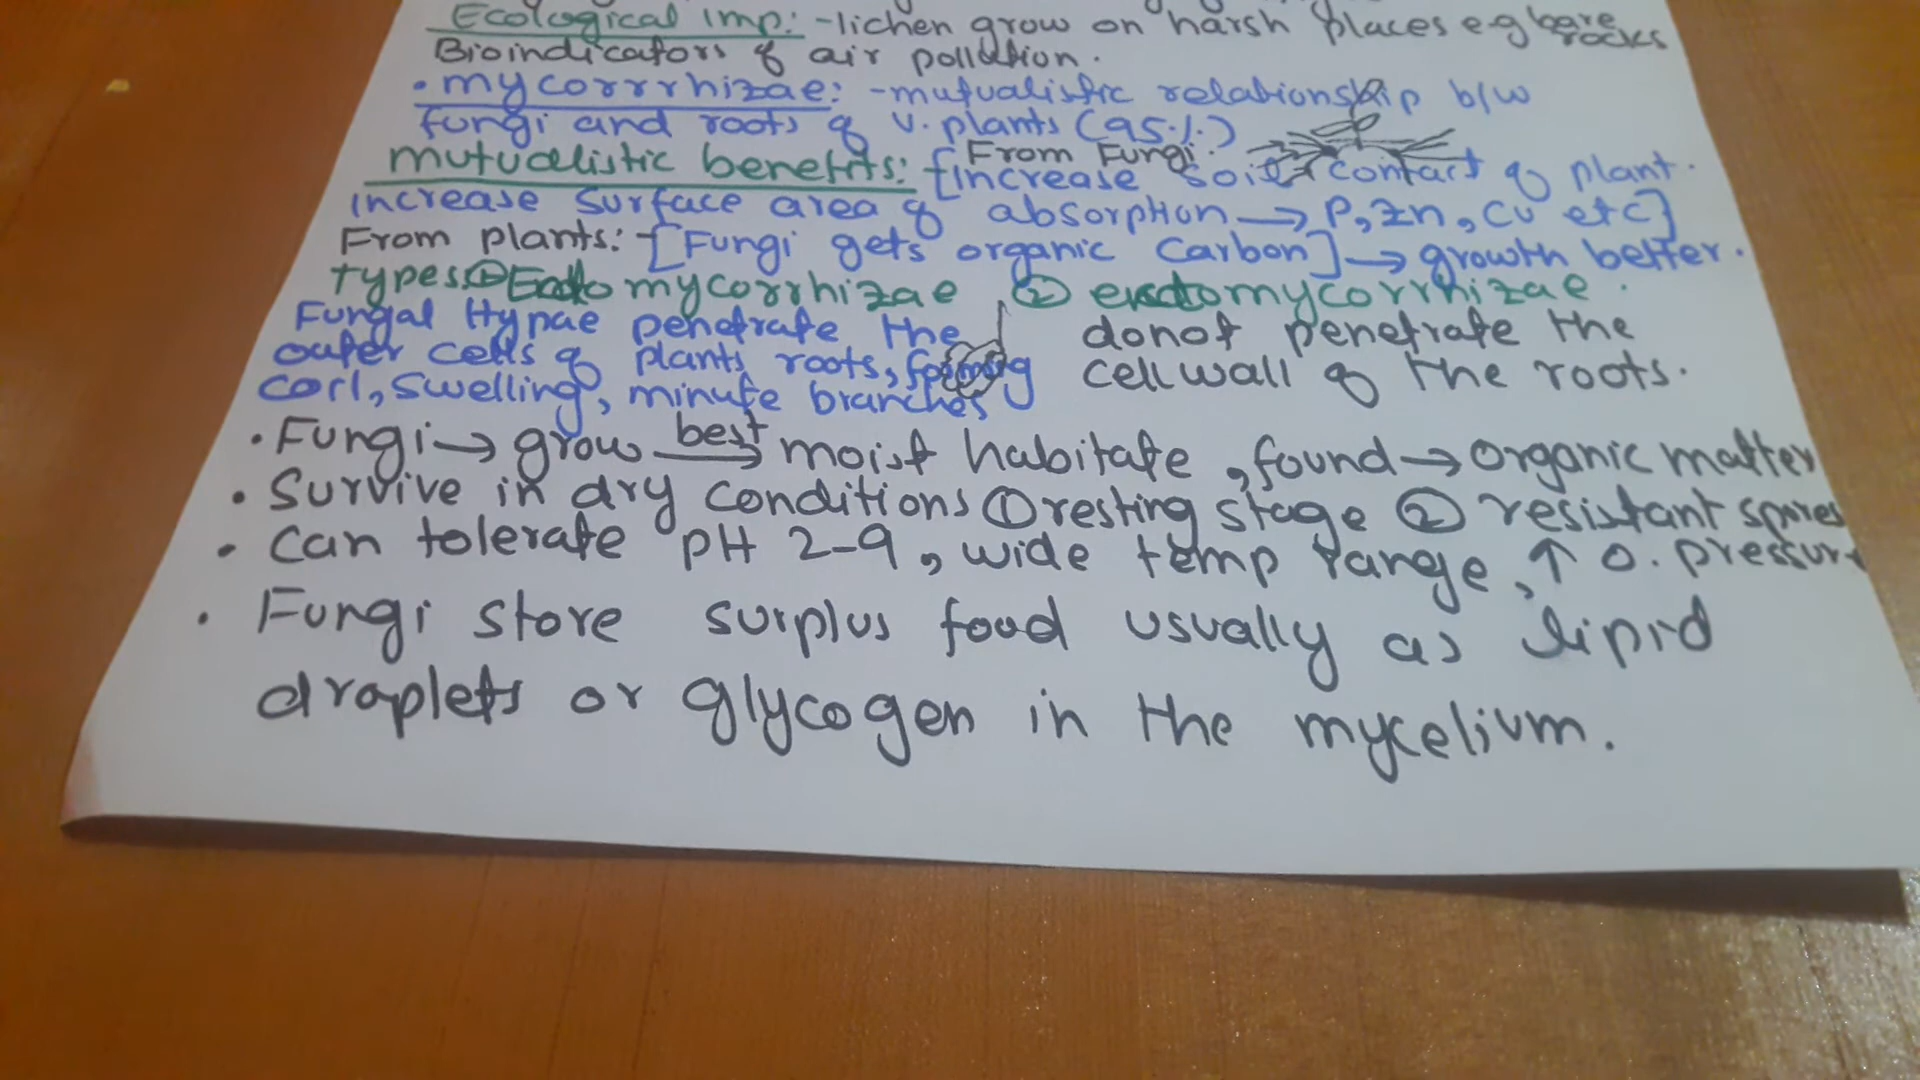 Ecological Imp: - lichen grow on harsh places e.g bare rocks
Bioindicators of air pollution.
• mycorrrhizae: - mutualistic relationship b/w
fungi and roots of v. plants (95%)
mutualistic benefits: [From Fungi. Increase soil contact of plant.
increase surface area of absorption → P, Zn, Cu etc]
From plants: - [Fungi gets organic carbon] → growth better.
types ① Endo mycorrhizae ② ectomycorrhizae.
Fungal Hypae penetrate the
outer cells of plants roots, forming
corl, swelling, minute branches
donot penetrate the
cell wall of the roots.
• Fungi → grow best → moist habitate, found → organic matter
• Survive in dry conditions ① resting stage ② resistant spores
• can tolerate pH 2-9, wide temp range, ↑ o. pressure
• Fungi store surplus food usually as lipid
droplets or glycogen in the mycelium.